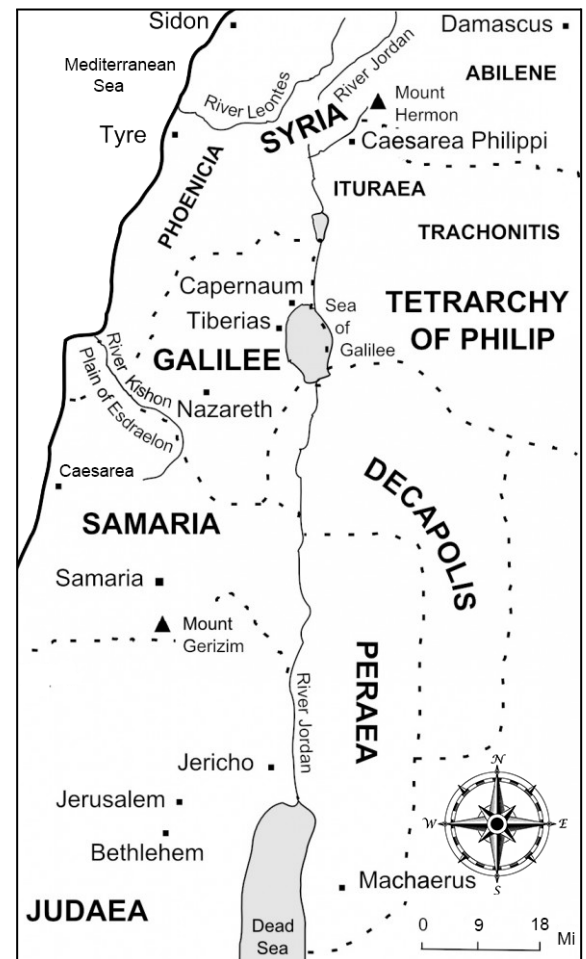 Sidon
Damascus
Mediterranean
Sea
River Leontes
River Jordan
ABILENE
Mount
Hermon
Tyre
SYRIA
Caesarea Philippi
PHOENICIA
ITURAEA
TRACHONITIS
Capernaum
Tiberias
Sea
of
Galilee
TETRARCHY
OF PHILIP
GALILEE
River Kishon
Plain of Esdraelon
Nazareth
Caesarea
DECAPOLIS
SAMARIA
Samaria
Mount
Gerizim
PERAEA
River Jordan
Jericho
Jerusalem
Bethlehem
N
W
E
S
Machaerus
JUDAEA
Dead
Sea
0 9 18
Mi